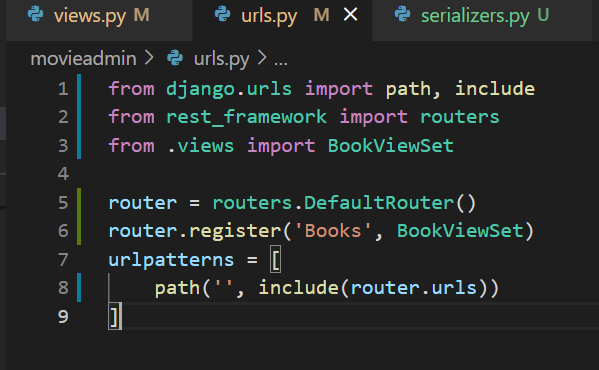 views.py M urls.py M serializers.py U
movieadmin > urls.py > ...
1 from django.urls import path, include
2 from rest_framework import routers
3 from .views import BookViewSet
4
5 router = routers.DefaultRouter()
6 router.register('Books', BookViewSet)
7 urlpatterns = [
8     path('', include(router.urls))
9 ]